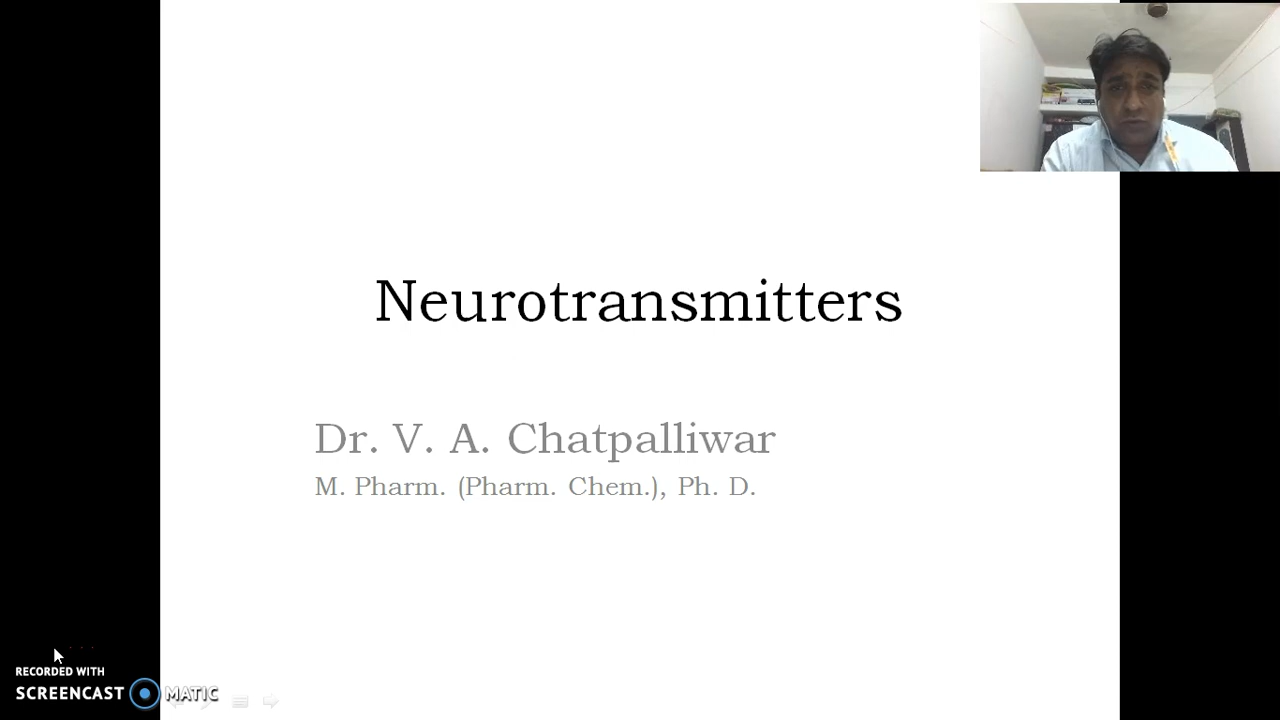 Neurotransmitters
Dr. V. A. Chatpalliwar
M. Pharm. (Pharm. Chem.), Ph. D.
RECORDED WITH
SCREENCAST MATIC